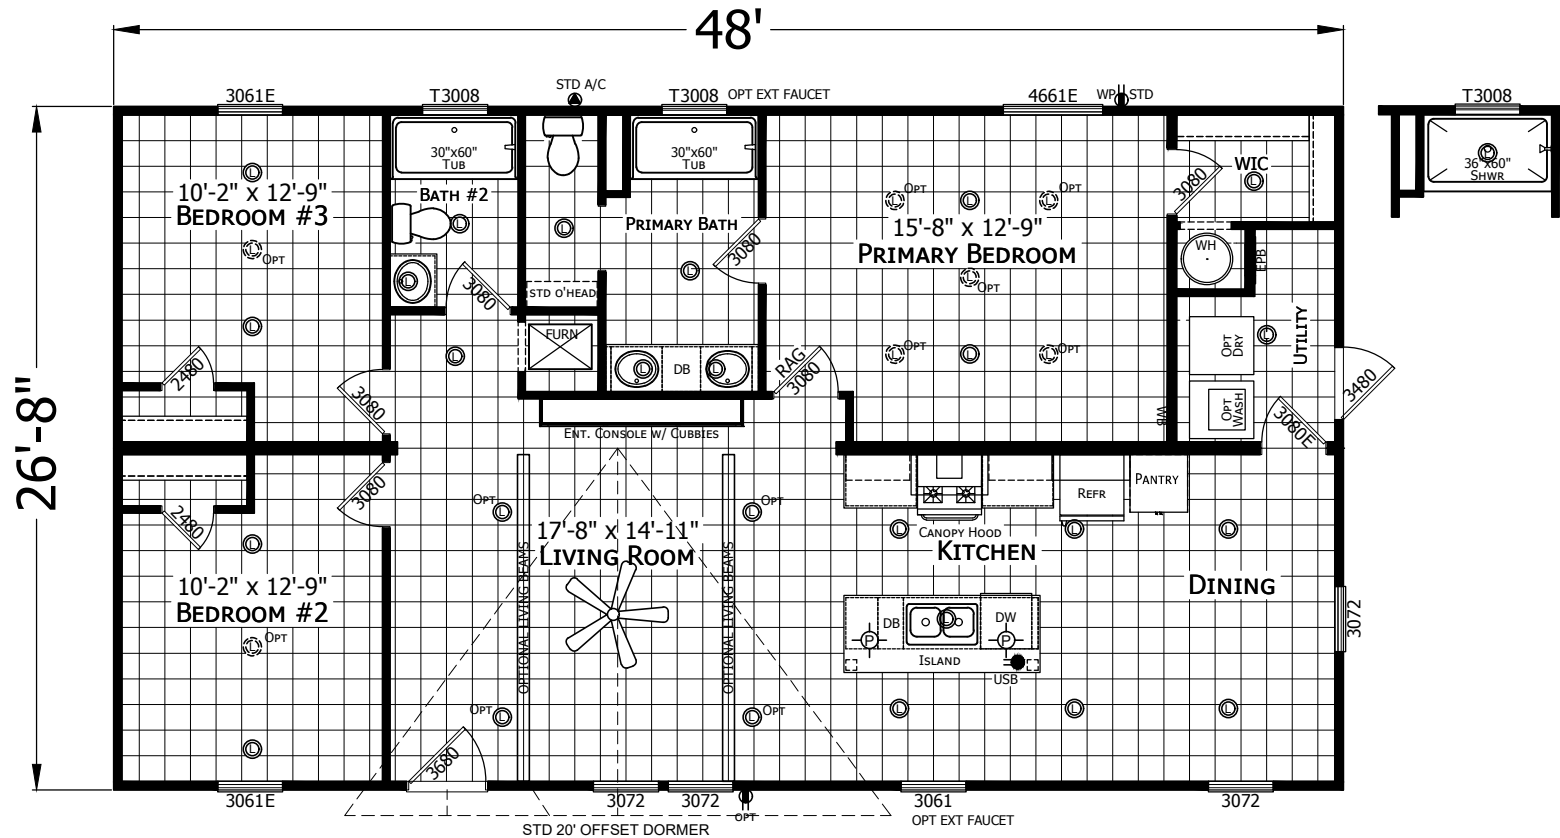 48'
26'-8"
3061E
T3008
STD A/C
T3008
OPT EXT FAUCET
4661E
WP STD
T3008
36"x60"
SHWR
L
10'-2" x 12'-9"
BEDROOM #3
L
L
OPT
L
2480
3080
30"x60"
TUB
BATH #2
L
L
3080
L
L
STD O'HEAD
FURN
30"x60"
TUB
PRIMARY BATH
3080
L
L
DB
L
ENT. CONSOLE W/ CUBBIES
L
OPT
L
L
OPT
15'-8" x 12'-9"
PRIMARY BEDROOM
L
OPT
L
OPT
L
L
OPT
RAG
3080
3080
WIC
L
WH
EPB
OPT
DRY
L
UTILITY
OPT
WASH
WB
3080E
3480
3080
2480
L
10'-2" x 12'-9"
BEDROOM #2
L
OPT
L
3061E
OPT
L
L
OPT
17'-8" x 14'-11"
LIVING ROOM
OPTIONAL LIVING BEAMS
OPTIONAL LIVING BEAMS
OPT
L
L
OPT
3680
3072
3072
OPT
STD 20' OFFSET DORMER
REFR
PANTRY
L
CANOPY HOOD
L
L
KITCHEN
DINING
DB
L
DW
P
P
ISLAND
USB
3072
L
L
L
3061
OPT EXT FAUCET
3072